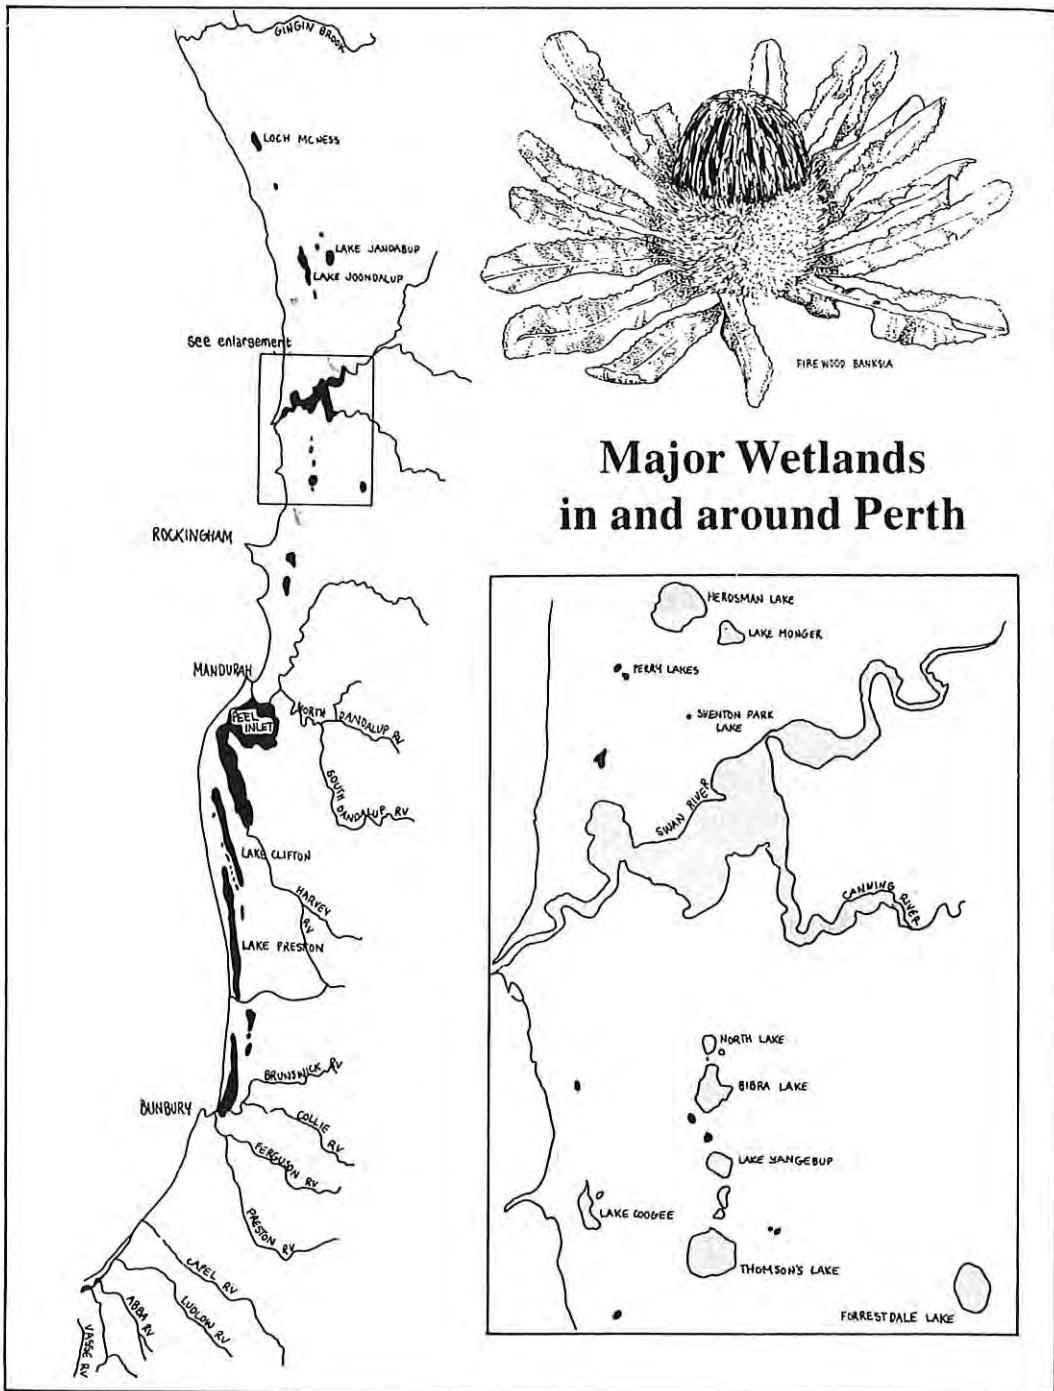 GINGIN BROOK
LOCH MCNESS
LAKE JANDABUP
LAKE JOONDALUP
See enlargement
FIREWOOD BANKSIA
Major Wetlands
in and around Perth
ROCKINGHAM
MANDURAH
PEEL
INLET
NORTH DANDALUP RV
SOUTH DANDALUP RV
LAKE CLIFTON
HARVEY RV
LAKE PRESTON
BRUNSWICK RV
BUNBURY
COLLIE RV
FERGUSON RV
PRESTON RV
CAPEL RV
LUDLOW RV
ABBA RV
VASSE RV
HERDSMAN LAKE
LAKE MONGER
PERRY LAKES
SHENTON PARK
LAKE
SWAN RIVER
CANNING RIVER
NORTH LAKE
BIBRA LAKE
LAKE YANGEBUP
LAKE COOGEE
THOMSON'S LAKE
FORRESTDALE LAKE